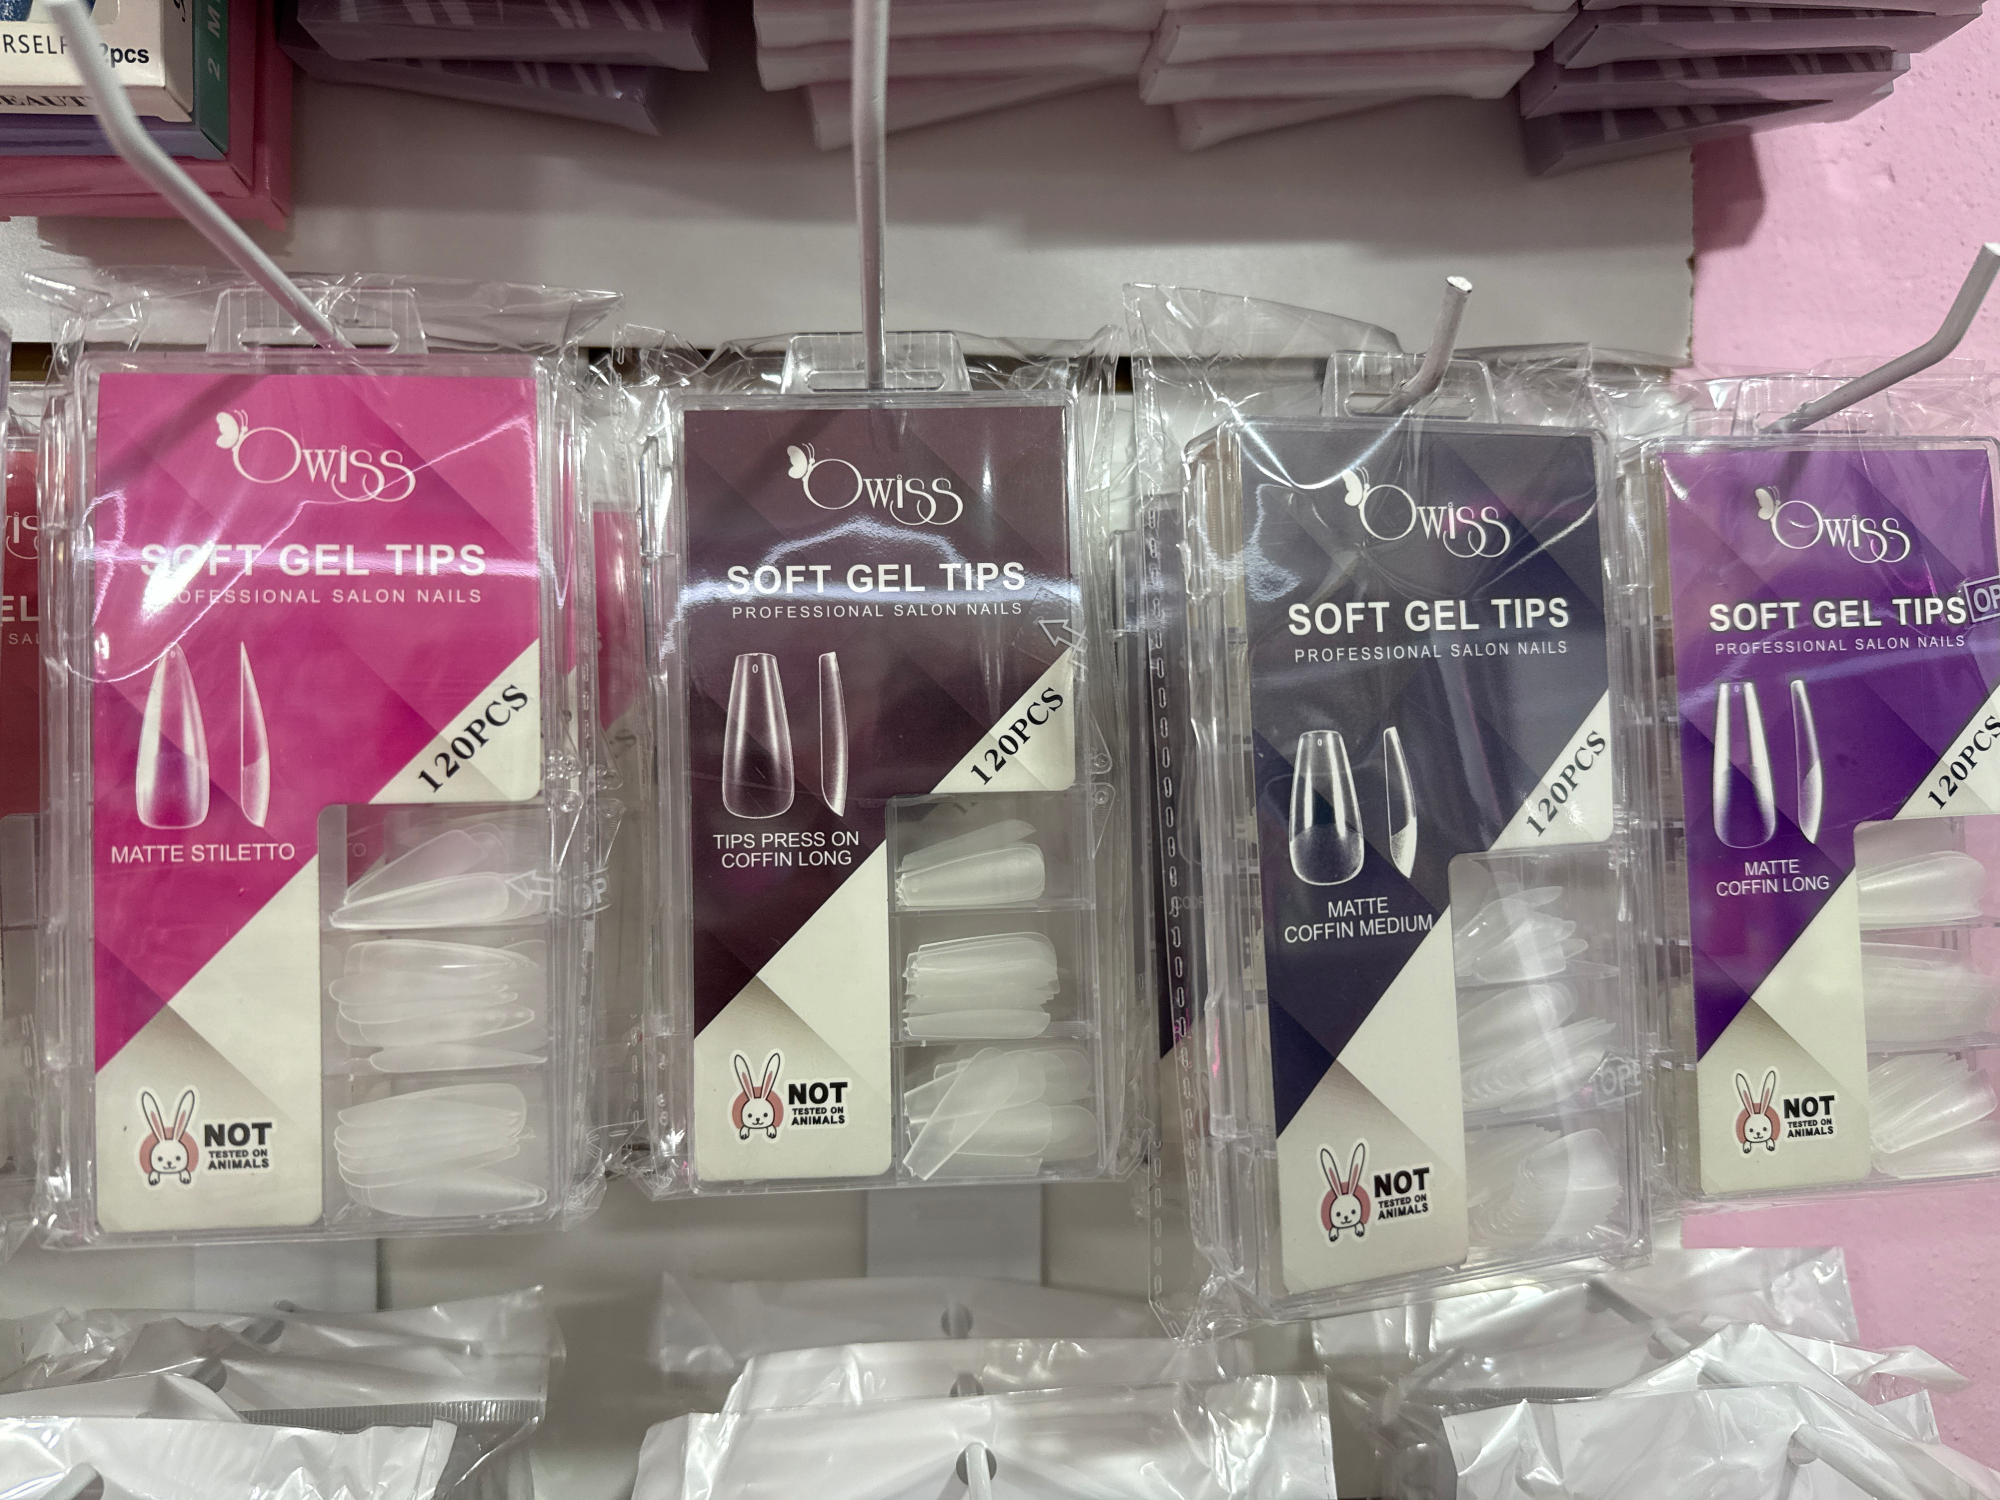 2pcs
2 M
Owiss
SOFT GEL TIPS
PROFESSIONAL SALON NAILS
120PCS
MATTE STILETTO
NOT
TESTED ON
ANIMALS
Owiss
SOFT GEL TIPS
PROFESSIONAL SALON NAILS
120PCS
TIPS PRESS ON
COFFIN LONG
NOT
TESTED ON
ANIMALS
Owiss
SOFT GEL TIPS
PROFESSIONAL SALON NAILS
120PCS
MATTE
COFFIN MEDIUM
NOT
TESTED ON
ANIMALS
Owiss
SOFT GEL TIPS
PROFESSIONAL SALON NAILS
120PCS
MATTE
COFFIN LONG
NOT
TESTED ON
ANIMALS